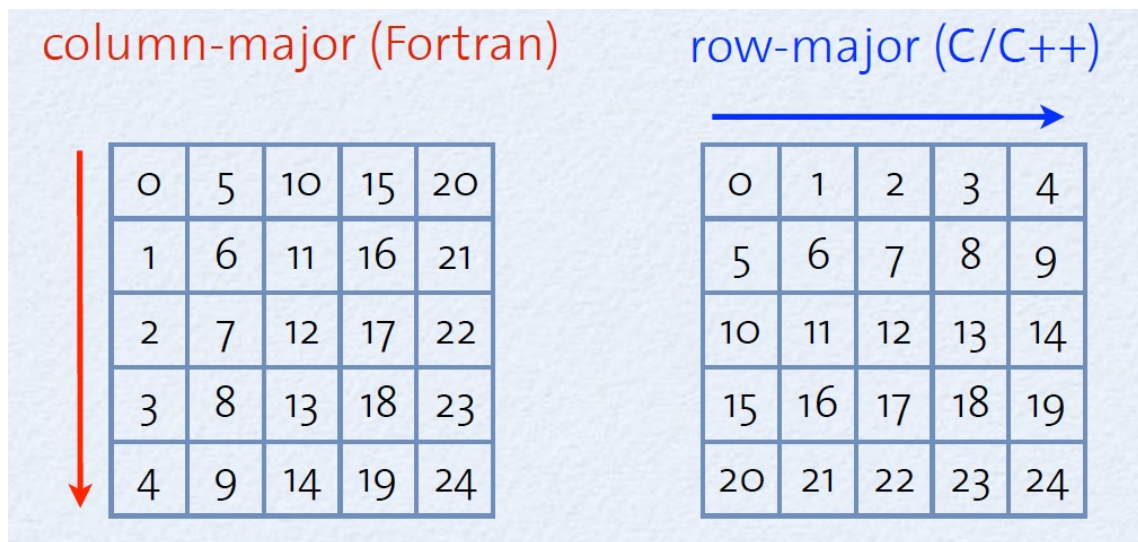 column-major (Fortran)
0 5 10 15 20
1 6 11 16 21
2 7 12 17 22
3 8 13 18 23
4 9 14 19 24
row-major (C/C++)
0 1 2 3 4
5 6 7 8 9
10 11 12 13 14
15 16 17 18 19
20 21 22 23 24